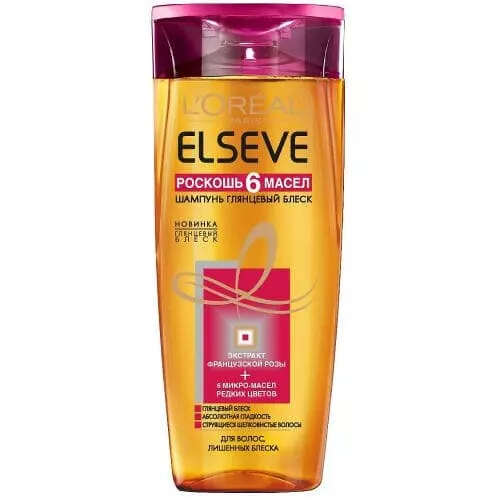 L'ORÉAL
PARIS
ELSEVE
РОСКОШЬ 6 МАСЕЛ
ШАМПУНЬ ГЛЯНЦЕВЫЙ БЛЕСК
НОВИНКА
ГЛЯНЦЕВЫЙ
БЛЕСК
ЭКСТРАКТ
ФРАНЦУЗСКОЙ РОЗЫ
+
6 МИКРО-МАСЕЛ
РЕДКИХ ЦВЕТОВ
ГЛЯНЦЕВЫЙ БЛЕСК
АБСОЛЮТНАЯ ГЛАДКОСТЬ
СТРУЯЩИЕСЯ ШЕЛКОВИСТЫЕ ВОЛОСЫ
ДЛЯ ВОЛОС,
ЛИШЕННЫХ БЛЕСКА